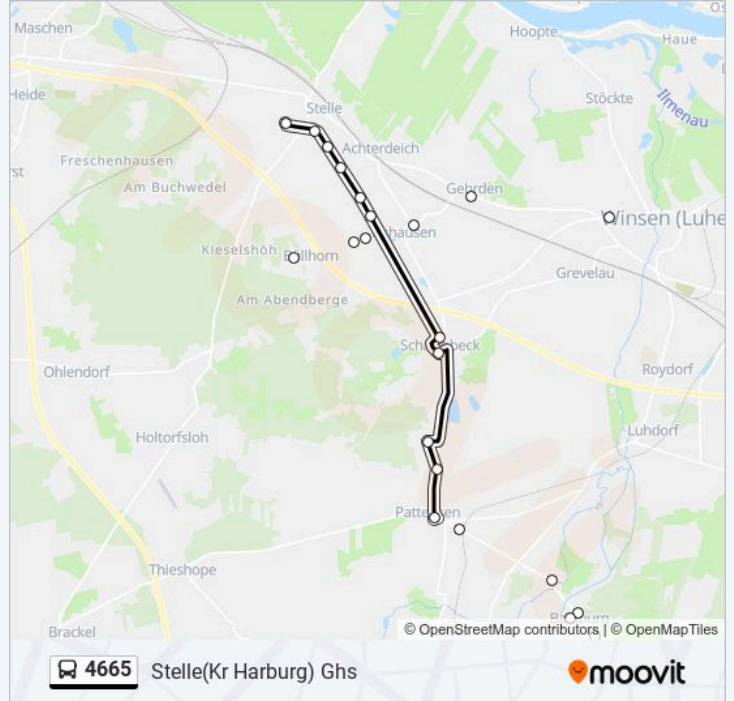 Maschen
Hoopte
Haue
Heide
Ilmenau
Stelle
Stöckte
Achterdeich
Freschenhausen
Am Buchwedel
Gehrden
Winsen (Luhe
hausen
Kieselshöh
Grevelau
Am Abendberge
Ohlendorf
Roydorf
Holtorfsloh
Luhdorf
Thieshope
Brackel
© OpenStreetMap contributors | © OpenMapTiles
4665 Stelle(Kr Harburg) Ghs
moovit